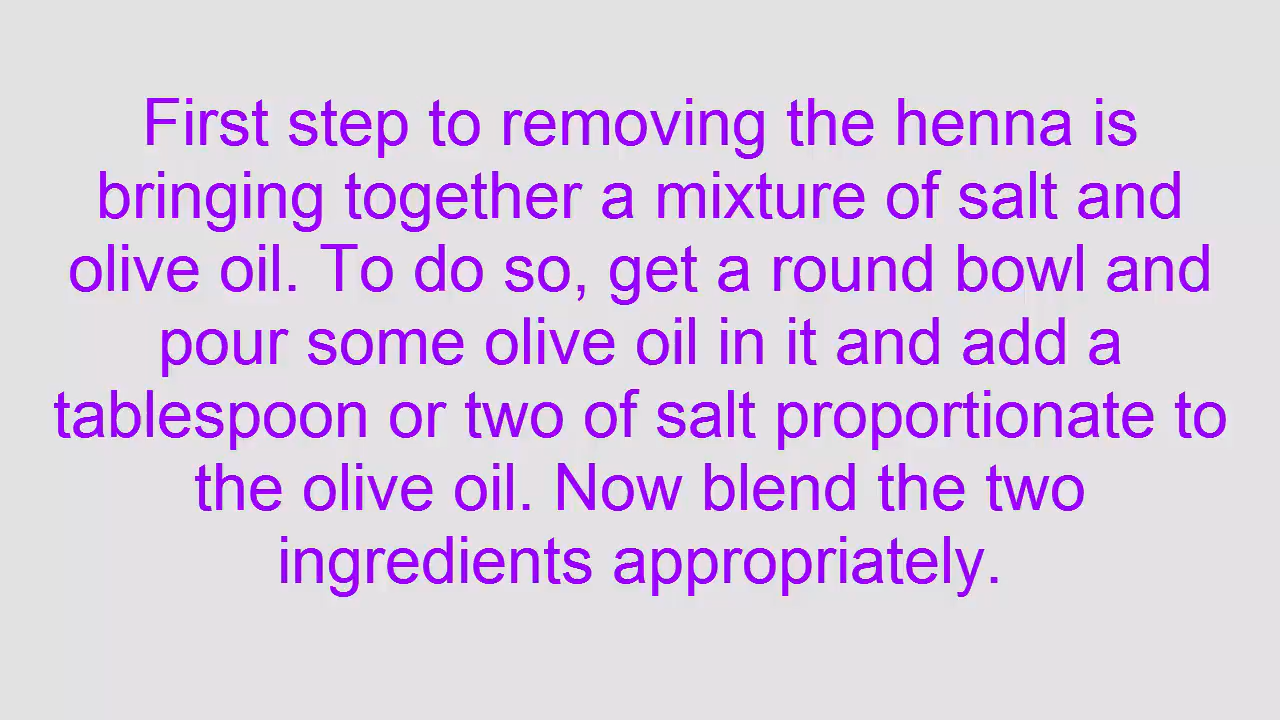 First step to removing the henna is
bringing together a mixture of salt and
olive oil. To do so, get a round bowl and
pour some olive oil in it and add a
tablespoon or two of salt proportionate to
the olive oil. Now blend the two
ingredients appropriately.